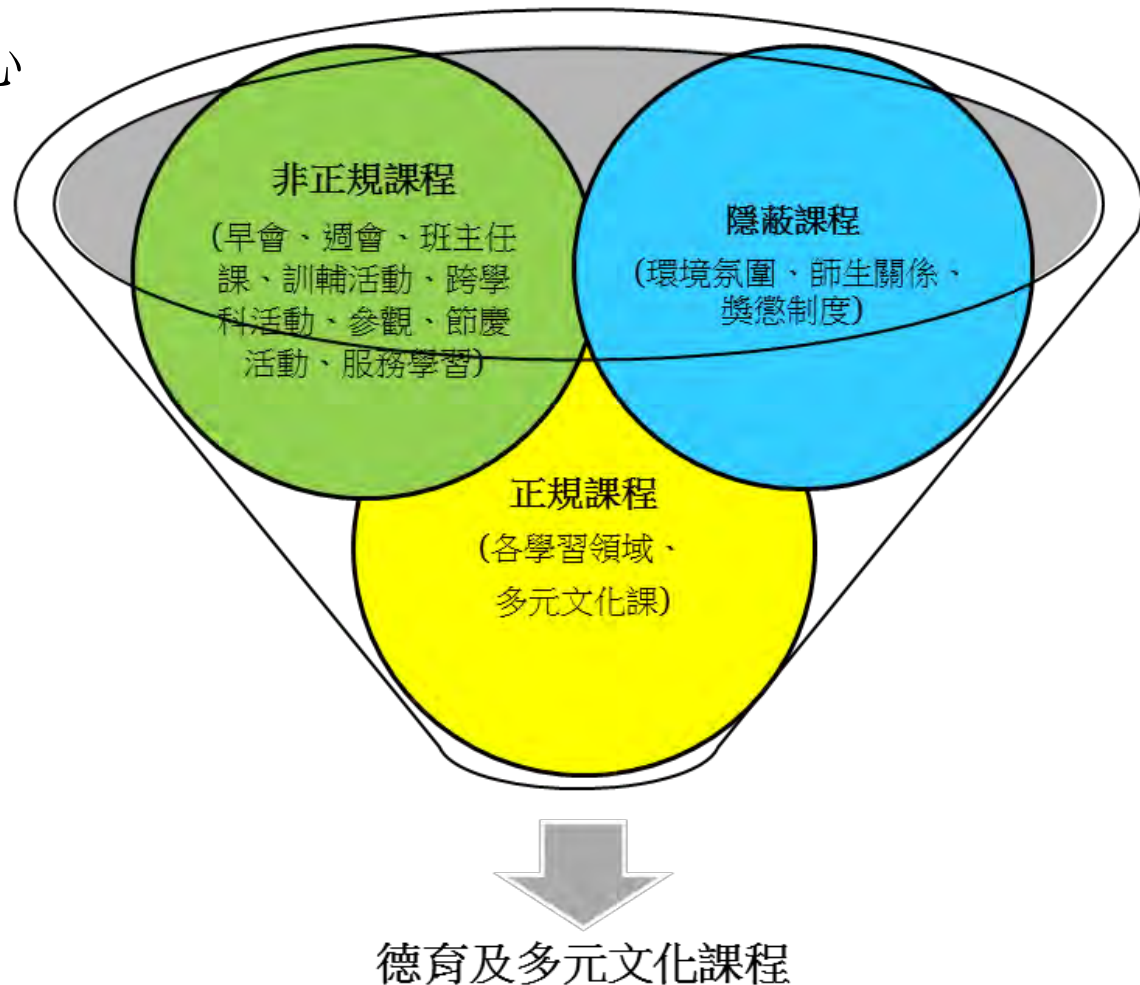 心
非正規課程
(早會、週會、班主任
課、訓輔活動、跨學
科活動、參觀、節慶
活動、服務學習)
隱蔽課程
(環境氛圍、師生關係、
獎懲制度)
正規課程
(各學習領域、
多元文化課)
德育及多元文化課程